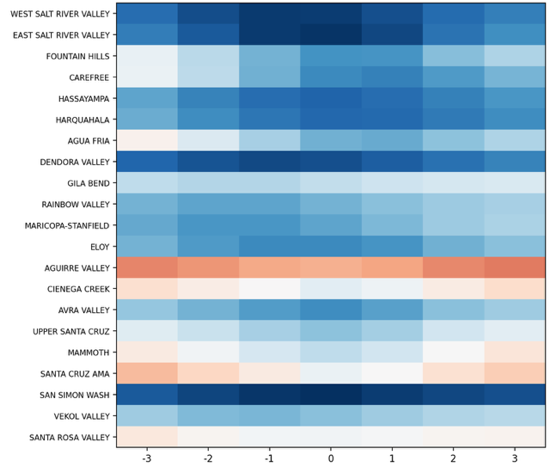 WEST SALT RIVER VALLEY
EAST SALT RIVER VALLEY
FOUNTAIN HILLS
CAREFREE
HASSAYAMPA
HARQUAHALA
AGUA FRIA
DENDORA VALLEY
GILA BEND
RAINBOW VALLEY
MARICOPA-STANFIELD
ELOY
AGUIRRE VALLEY
CIENEGA CREEK
AVRA VALLEY
UPPER SANTA CRUZ
MAMMOTH
SANTA CRUZ AMA
SAN SIMON WASH
VEKOL VALLEY
SANTA ROSA VALLEY
-3 -2 -1 0 1 2 3